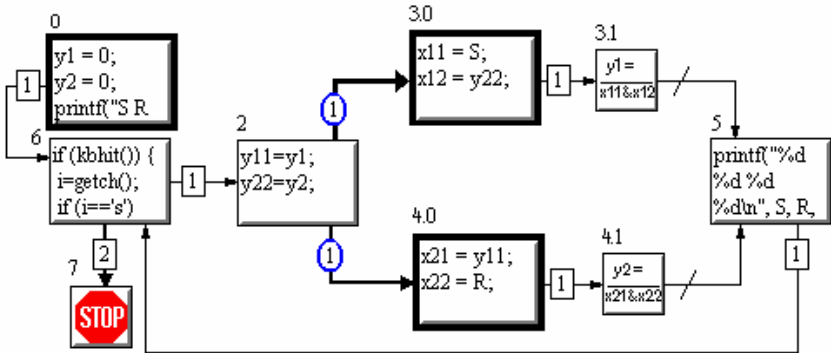 0
y1 = 0;
y2 = 0;
printf("S R
1
6
if (kbhit()) {
i=getch();
if (i=='s')
1
2
7
STOP
2
y11=y1;
y22=y2;
1
1
3.0
x11 = S;
x12 = y22;
1
3.1
y1=
x11&x12
4.0
x21 = y11;
x22 = R;
1
4.1
y2=
x21&x22
5
printf("%d
%d %d
%d\n", S, R,
1